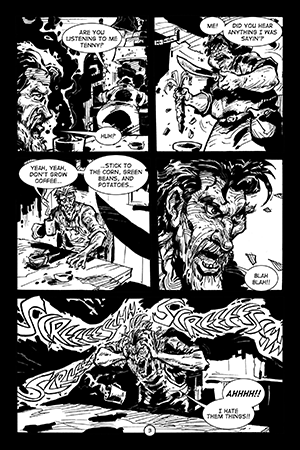 ARE YOU
LISTENING TO ME
TENNY?
HUH?
ME!
DID YOU HEAR
ANYTHING I WAS
SAYIN'?
YEAH, YEAH,
DON'T GROW
COFFEE...
...STICK TO
THE CORN, GREEN
BEANS, AND
POTATOES...
BLAH
BLAH!!
AHHHH!!
I HATE
THEM THINGS!!
3